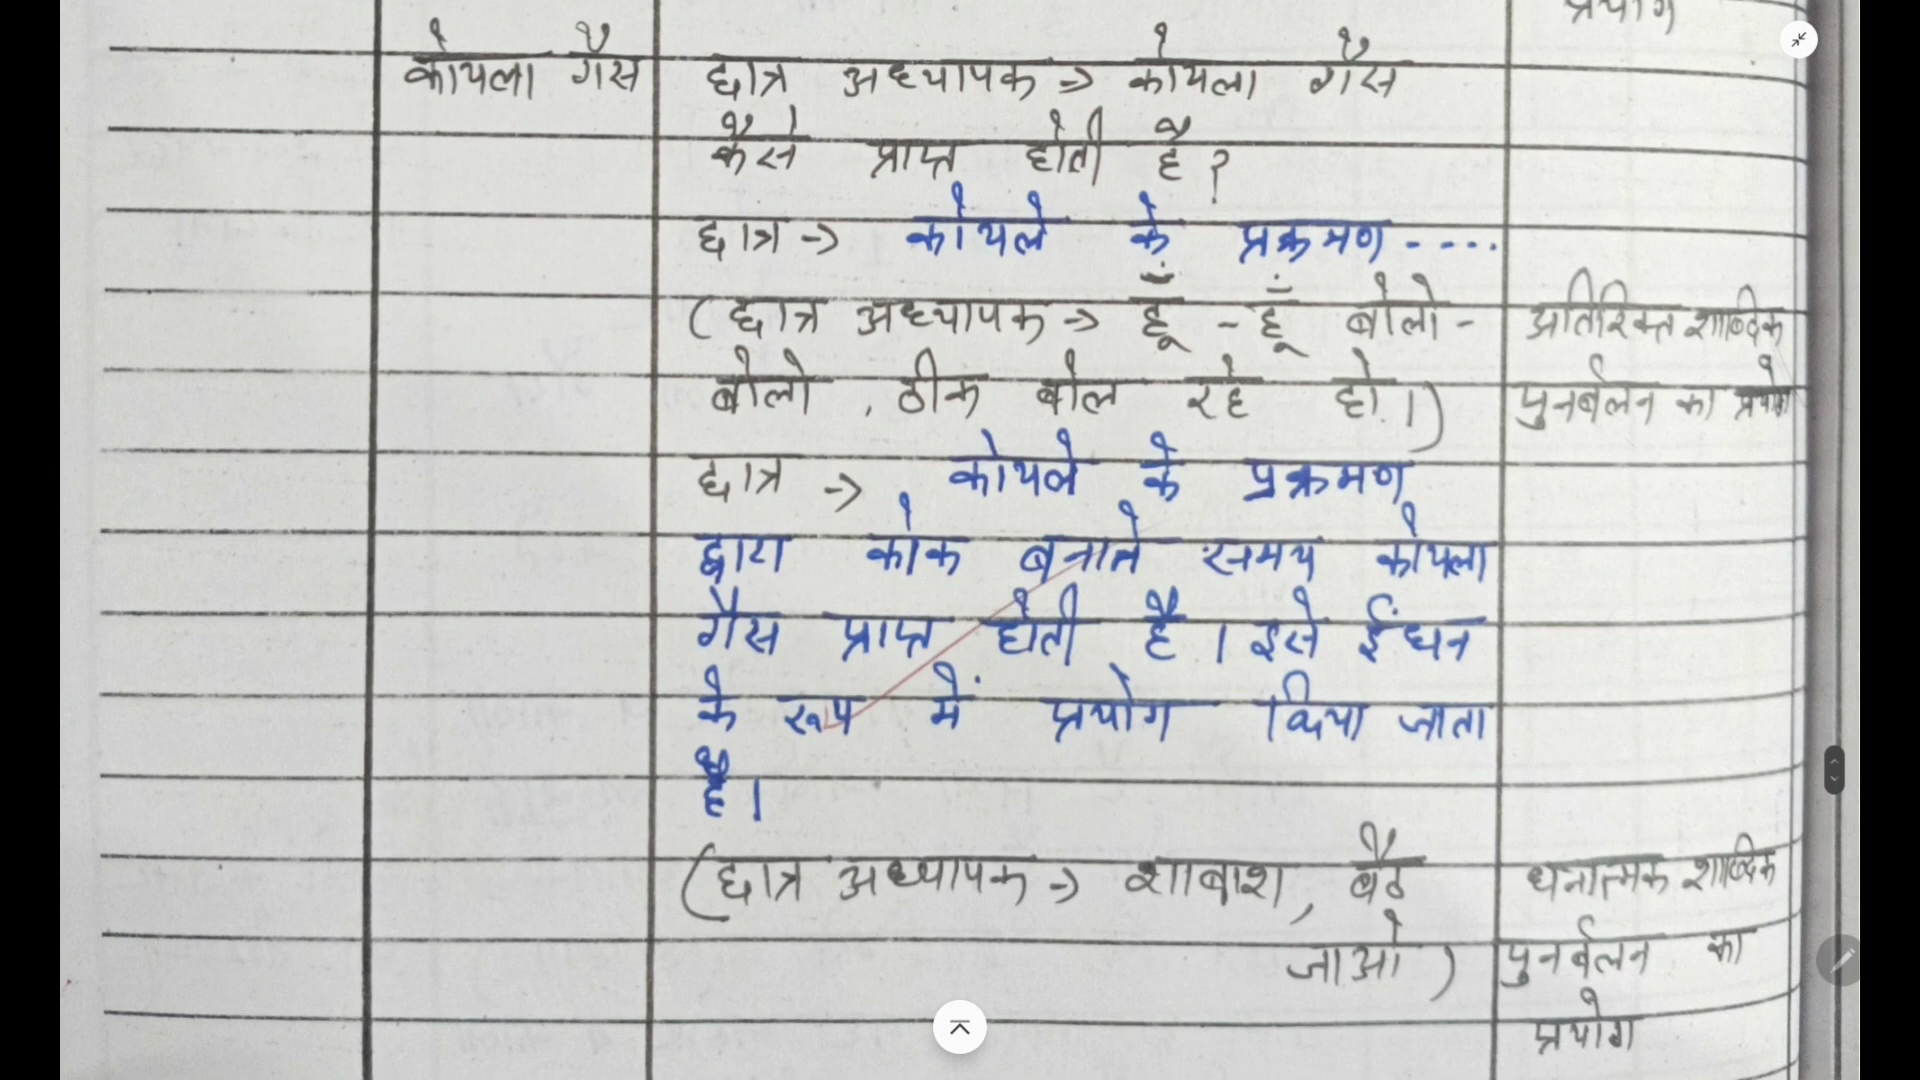 प्रयोग
कोयला गैस
छात्र अध्यापक → कोयला गैस
कैसे प्राप्त होती है?
छात्र → कोयले के प्रक्रमण -----
(छात्र अध्यापक → हूँ - हूं बोलो -
अतिरिक्त शाब्दिक
बोलो, ठीक बोल रहे हो।)
पुनर्बलन का प्रयोग
छात्र → कोयले के प्रक्रमण
द्वारा कोक बनाते समय कोयला
गैस प्राप्त होती है। इसे ईंधन
के रूप में प्रयोग किया जाता
है।
(छात्र अध्यापक → शाबाश, बैठ
धनात्मक शाब्दिक
जाओ)
पुनर्बलन का
प्रयोग